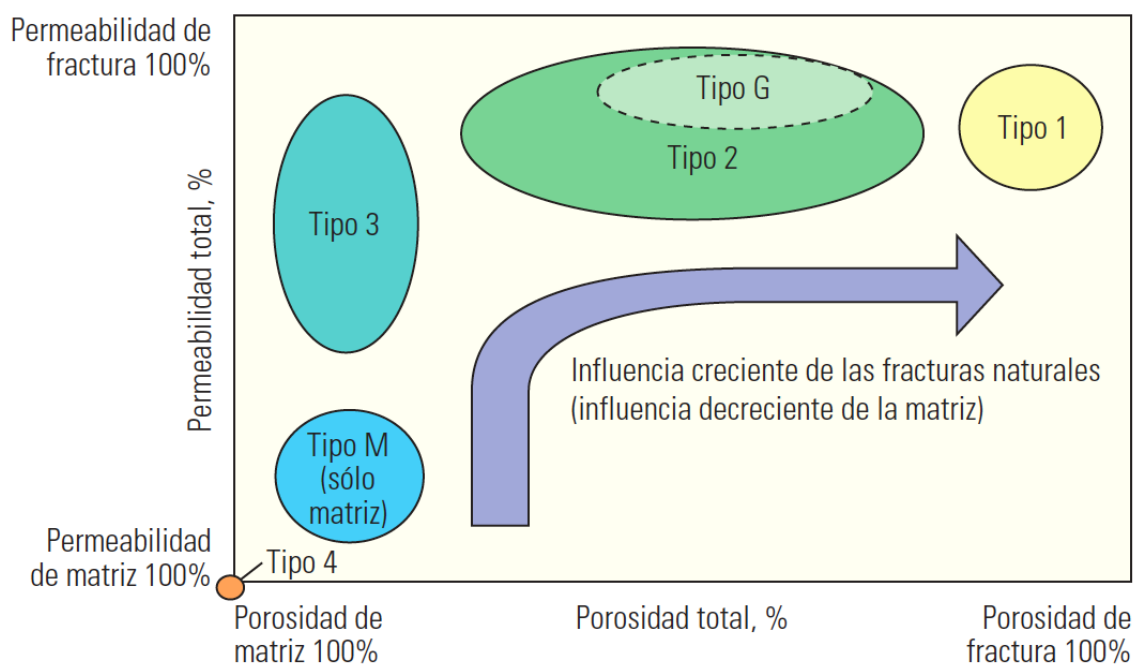 Permeabilidad de
fractura 100%
Tipo G
Tipo 1
Tipo 2
Tipo 3
Permeabilidad total, %
Influencia creciente de las fracturas naturales
(influencia decreciente de la matriz)
Tipo M
(sólo
matriz)
Permeabilidad
de matriz 100%
Tipo 4
Porosidad de
matriz 100%
Porosidad total, %
Porosidad de
fractura 100%